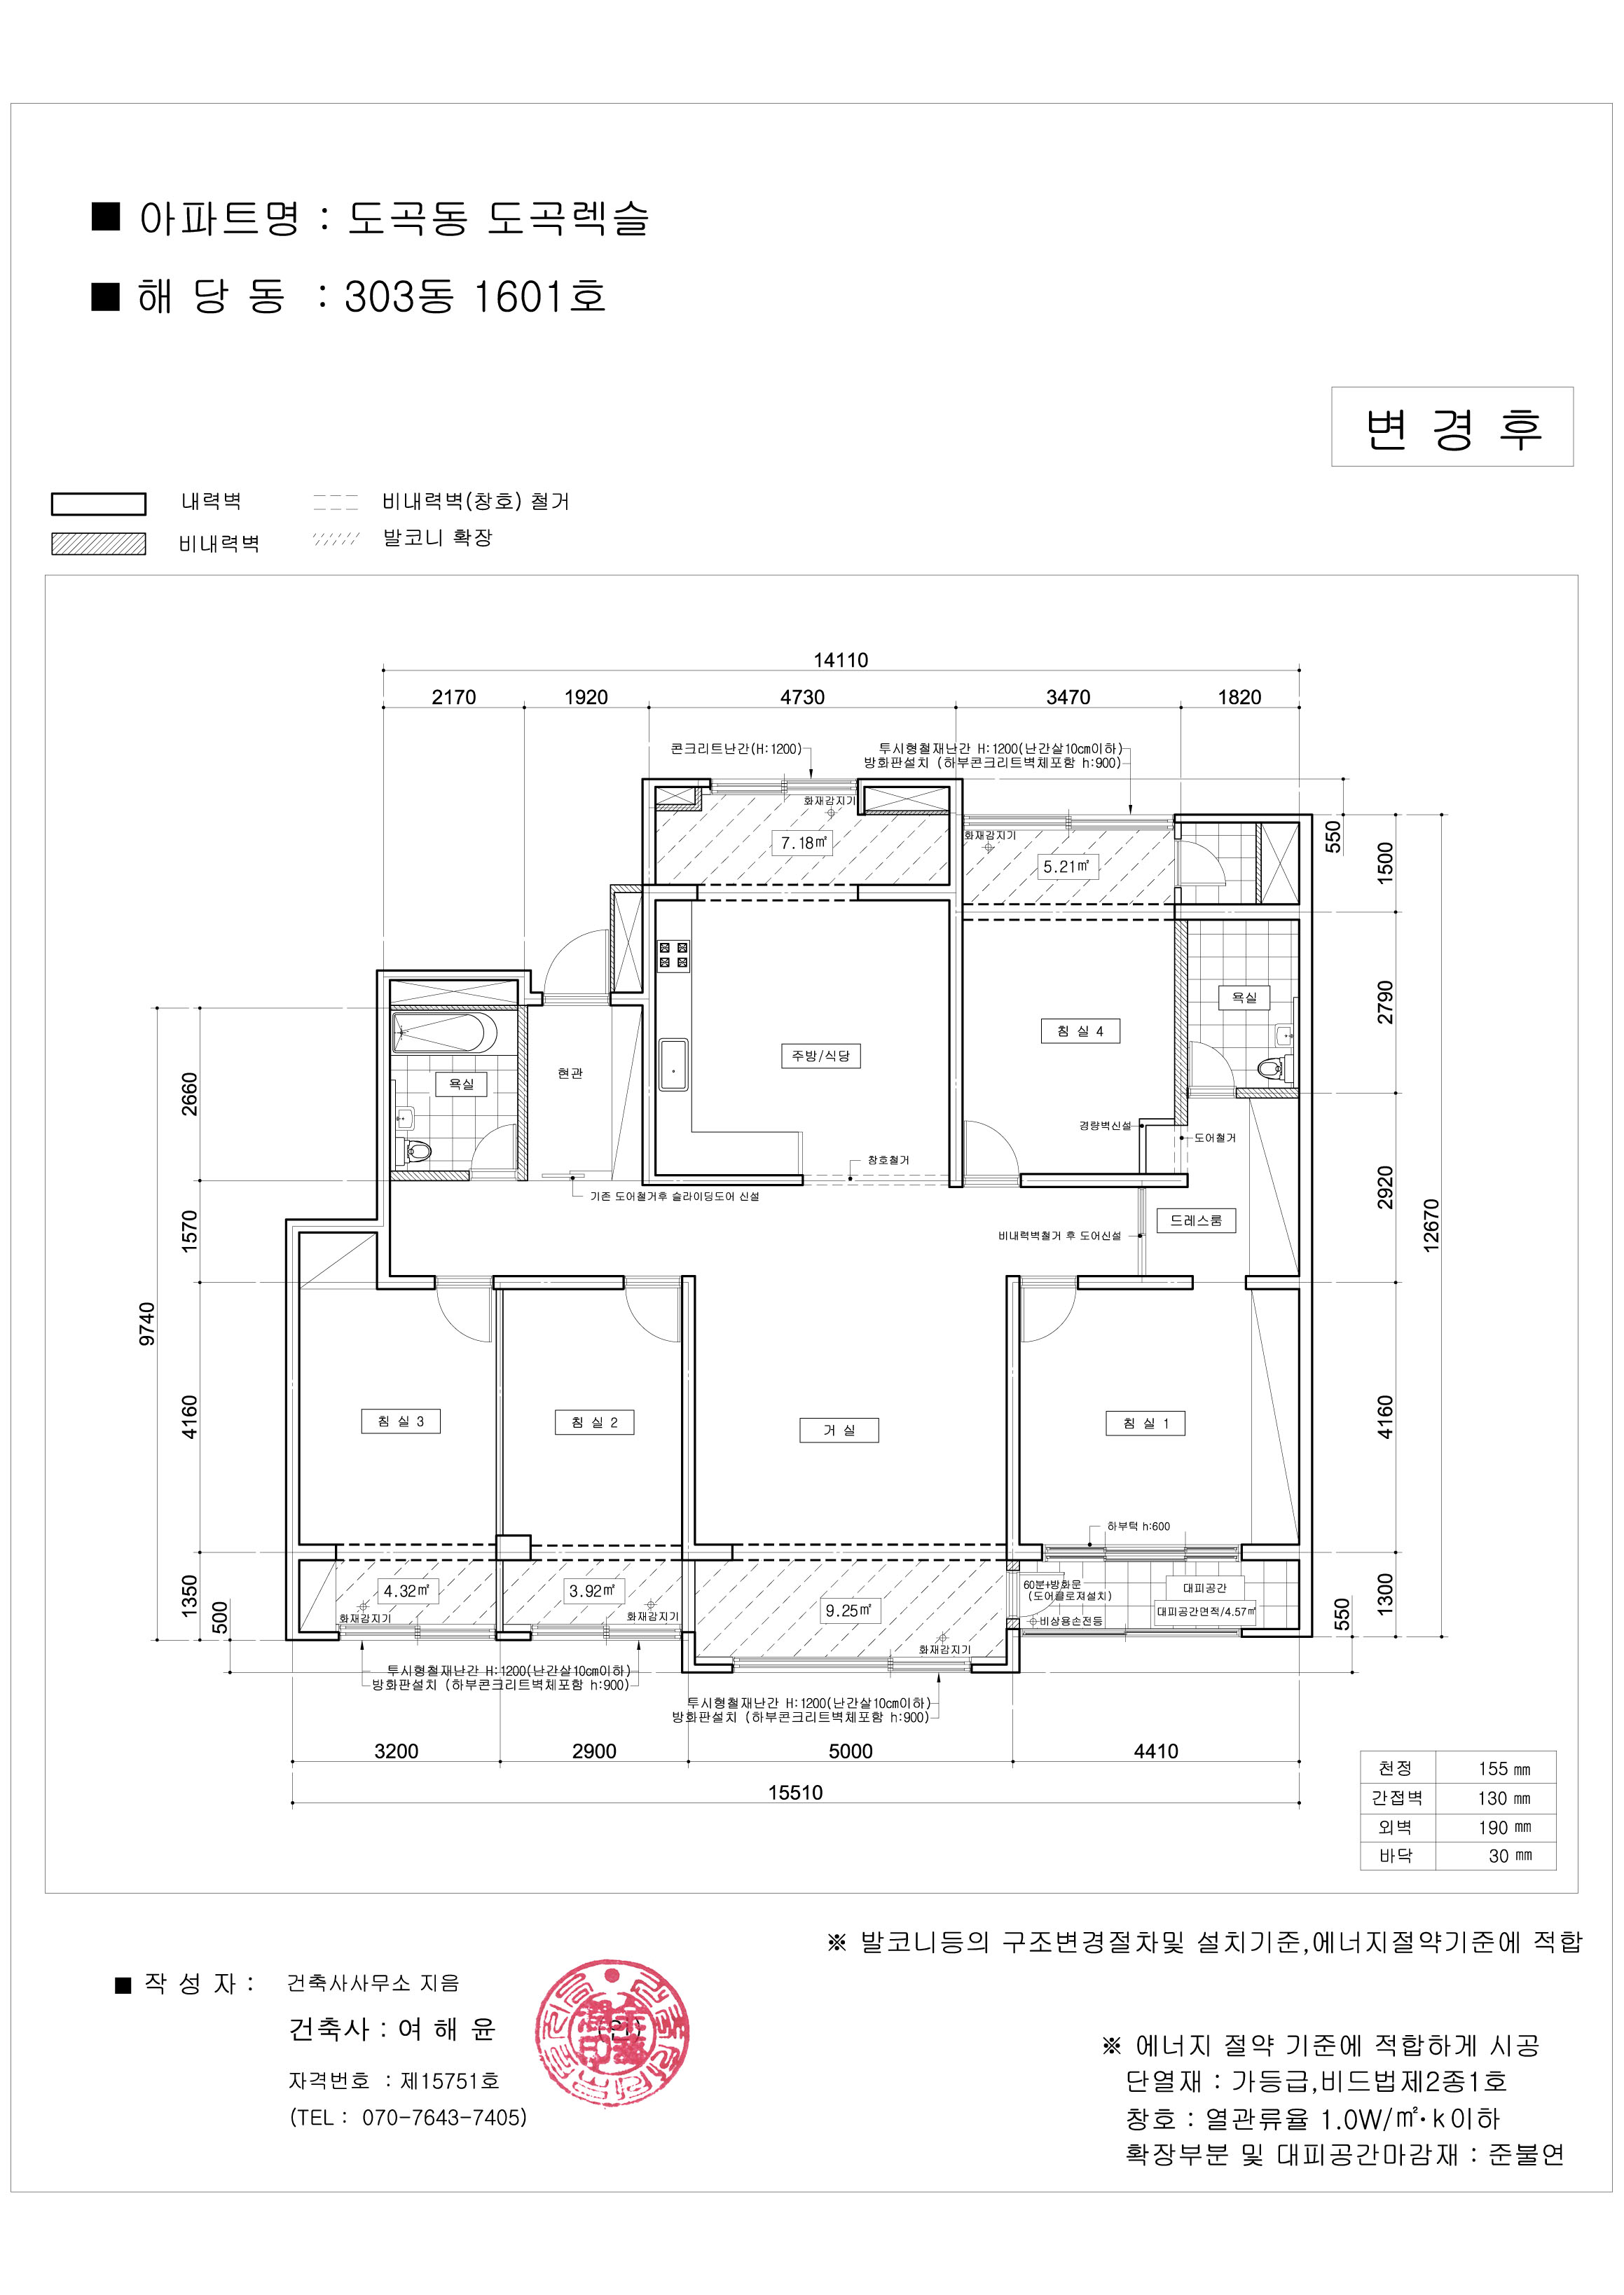 ■ 아파트명 : 도곡동 도곡렉슬
■ 해 당 동 : 303동 1601호
변 경 후
내력벽
비내력벽(창호) 철거
비내력벽
발코니 확장
14110
2170
1920
4730
3470
1820
콘크리트난간(H:1200)
투시형철재난간 H:1200(난간살10cm이하)
방화판설치 (하부콘크리트벽체포함 h:900)
화재감지기
7.18㎡
화재감지기
5.21㎡
550
1500
2790
2920
4160
1300
550
12670
욕실
침 실 4
주방/식당
현관
욕실
2660
1570
9740
4160
1350
500
경량벽신설
도어철거
창호철거
기존 도어철거후 슬라이딩도어 신설
드레스룸
비내력벽철거 후 도어신설
침 실 3
침 실 2
거 실
침 실 1
하부턱 h:600
4.32㎡
화재감지기
3.92㎡
화재감지기
9.25㎡
화재감지기
60분+방화문
(도어클로져설치)
비상용손전등
대피공간
대피공간면적/4.57㎡
투시형철재난간 H:1200(난간살10cm이하)
방화판설치 (하부콘크리트벽체포함 h:900)
투시형철재난간 H:1200(난간살10cm이하)
방화판설치 (하부콘크리트벽체포함 h:900)
3200
2900
5000
4410
15510
천정 155 ㎜
간접벽 130 ㎜
외벽 190 ㎜
바닥 30 ㎜
※ 발코니등의 구조변경절차및 설치기준,에너지절약기준에 적합
■ 작 성 자 : 건축사사무소 지음
건축사 : 여 해 윤 (인)
자격번호 : 제15751호
(TEL : 070-7643-7405)
※ 에너지 절약 기준에 적합하게 시공
단열재 : 가등급,비드법제2종1호
창호 : 열관류율 1.0W/㎡·k이하
확장부분 및 대피공간마감재 : 준불연